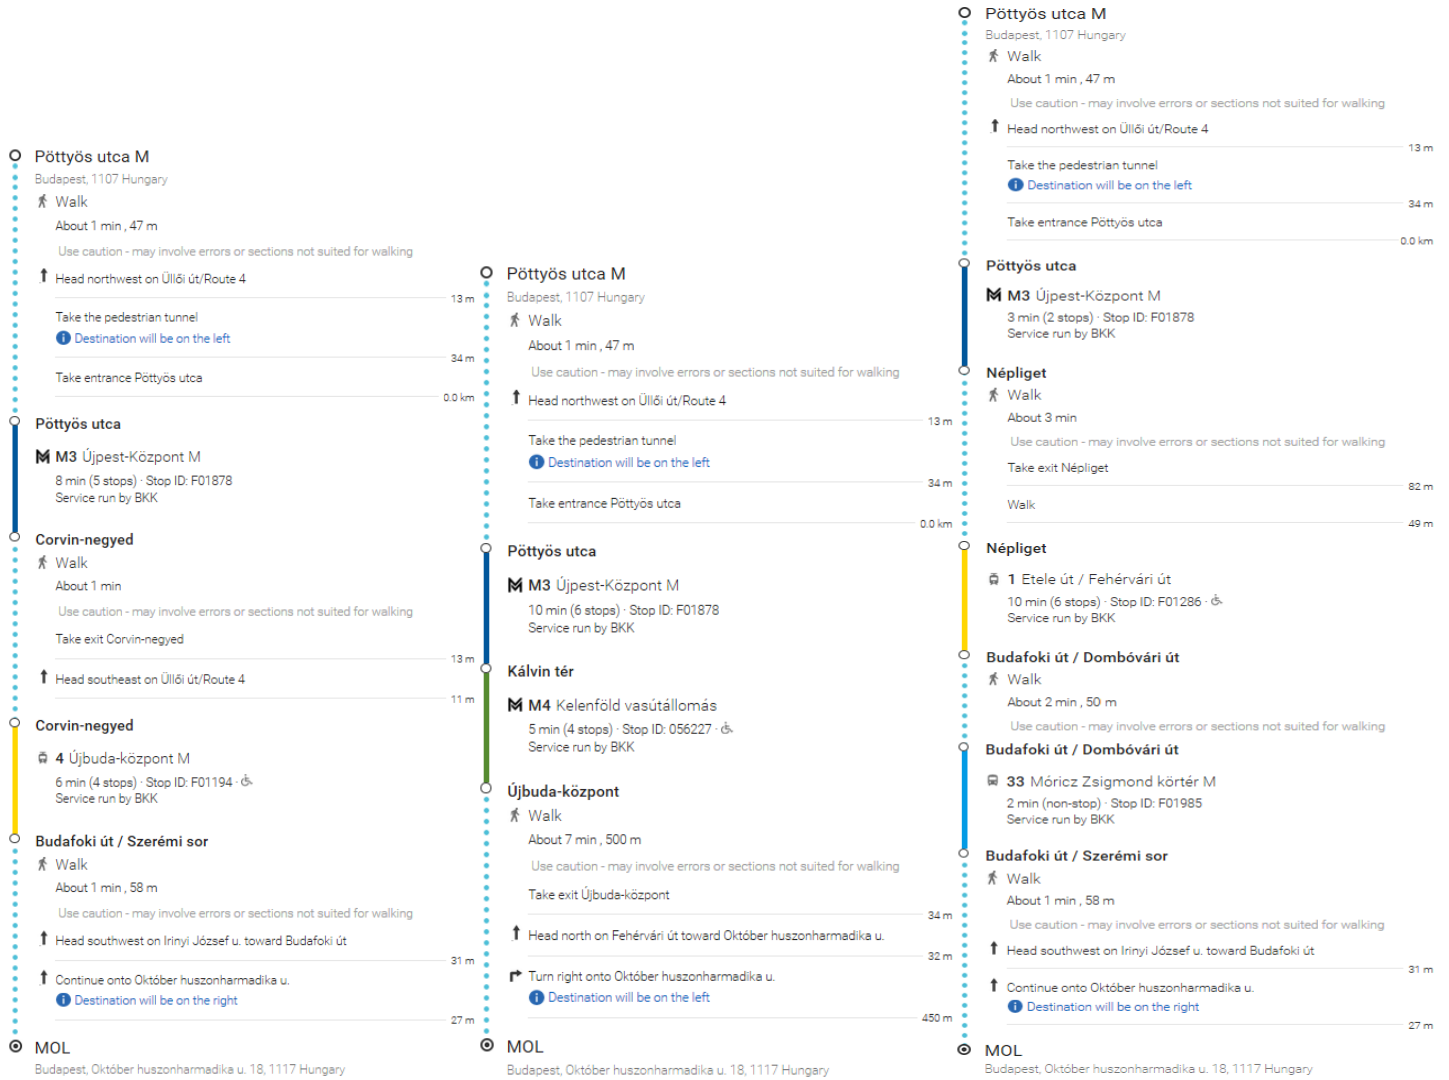 Pöttyös utca M
Budapest, 1107 Hungary
Walk
About 1 min , 47 m
Use caution - may involve errors or sections not suited for walking
Head northwest on Üllői út/Route 4
13 m
Take the pedestrian tunnel
Destination will be on the left
34 m
Take entrance Pöttyös utca
0.0 km
Pöttyös utca
M3 Újpest-Központ M
8 min (5 stops) · Stop ID: F01878
Service run by BKK
Corvin-negyed
Walk
About 1 min
Use caution - may involve errors or sections not suited for walking
Take exit Corvin-negyed
13 m
Head southeast on Üllői út/Route 4
11 m
Corvin-negyed
4 Újbuda-központ M
6 min (4 stops) · Stop ID: F01194 ·
Service run by BKK
Budafoki út / Szerémi sor
Walk
About 1 min , 58 m
Use caution - may involve errors or sections not suited for walking
Head southwest on Irinyi József u. toward Budafoki út
31 m
Continue onto Október huszonharmadika u.
Destination will be on the right
27 m
MOL
Budapest, Október huszonharmadika u. 18, 1117 Hungary
Pöttyös utca M
Budapest, 1107 Hungary
Walk
About 1 min , 47 m
Use caution - may involve errors or sections not suited for walking
Head northwest on Üllői út/Route 4
13 m
Take the pedestrian tunnel
Destination will be on the left
34 m
Take entrance Pöttyös utca
0.0 km
Pöttyös utca
M3 Újpest-Központ M
10 min (6 stops) · Stop ID: F01878
Service run by BKK
Kálvin tér
M4 Kelenföld vasútállomás
5 min (4 stops) · Stop ID: 056227 ·
Service run by BKK
Újbuda-központ
Walk
About 7 min , 500 m
Use caution - may involve errors or sections not suited for walking
Take exit Újbuda-központ
34 m
Head north on Fehérvári út toward Október huszonharmadika u.
32 m
Turn right onto Október huszonharmadika u.
Destination will be on the left
450 m
MOL
Budapest, Október huszonharmadika u. 18, 1117 Hungary
Pöttyös utca M
Budapest, 1107 Hungary
Walk
About 1 min , 47 m
Use caution - may involve errors or sections not suited for walking
Head northwest on Üllői út/Route 4
13 m
Take the pedestrian tunnel
Destination will be on the left
34 m
Take entrance Pöttyös utca
0.0 km
Pöttyös utca
M3 Újpest-Központ M
3 min (2 stops) · Stop ID: F01878
Service run by BKK
Népliget
Walk
About 3 min
Use caution - may involve errors or sections not suited for walking
Take exit Népliget
82 m
Walk
49 m
Népliget
1 Etele út / Fehérvári út
10 min (6 stops) · Stop ID: F01286 ·
Service run by BKK
Budafoki út / Dombóvári út
Walk
About 2 min , 50 m
Use caution - may involve errors or sections not suited for walking
Budafoki út / Dombóvári út
33 Móricz Zsigmond körtér M
2 min (non-stop) · Stop ID: F01985
Service run by BKK
Budafoki út / Szerémi sor
Walk
About 1 min , 58 m
Use caution - may involve errors or sections not suited for walking
Head southwest on Irinyi József u. toward Budafoki út
31 m
Continue onto Október huszonharmadika u.
Destination will be on the right
27 m
MOL
Budapest, Október huszonharmadika u. 18, 1117 Hungary